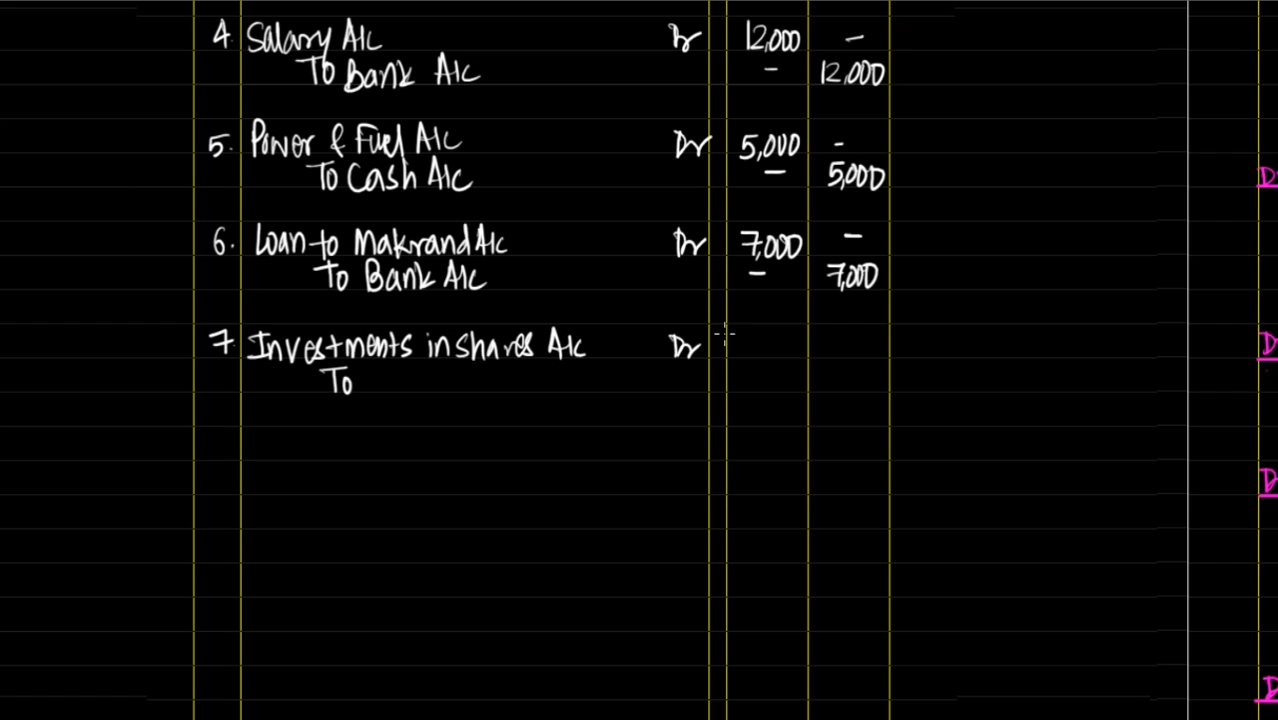 4. Salary A/c Dr 12,000 -
To Bank A/c - 12,000
5. Power & Fuel A/c Dr 5,000 -
To Cash A/c - 5,000
6. Loan to Makrand A/c Dr 7,000 -
To Bank A/c - 7,000
7. Investments in shares A/c Dr
To
D
D
D
D